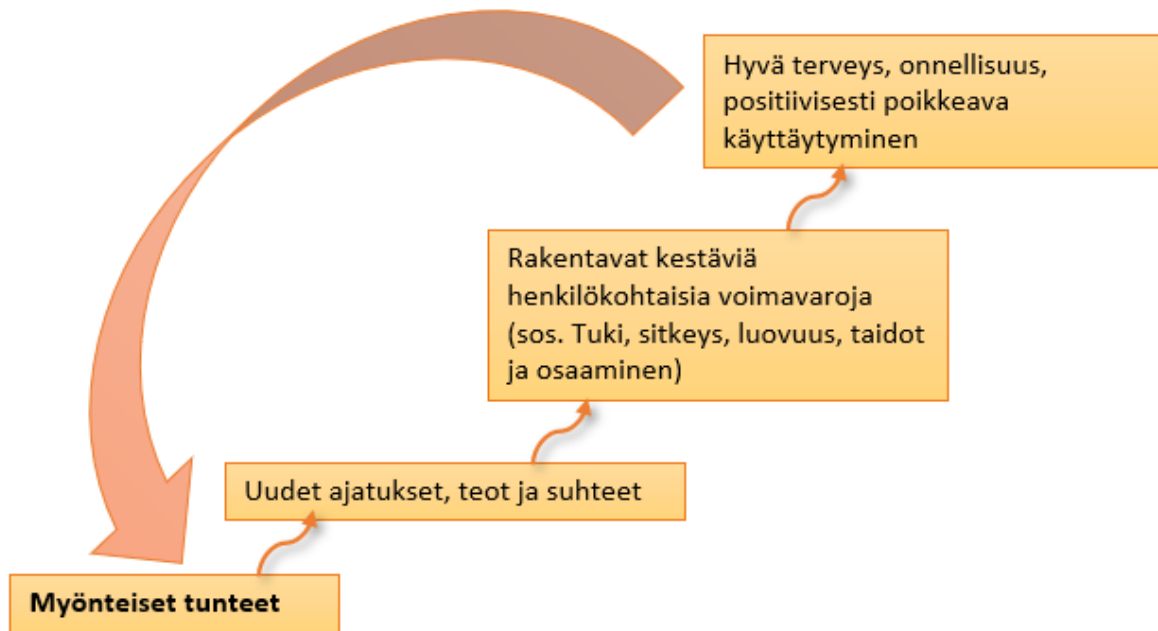 Hyvä terveys, onnellisuus,
positiivisesti poikkeava
käyttäytyminen
Rakentavat kestäviä
henkilökohtaisia voimavaroja
(sos. Tuki, sitkeys, luovuus, taidot
ja osaaminen)
Uudet ajatukset, teot ja suhteet
Myönteiset tunteet